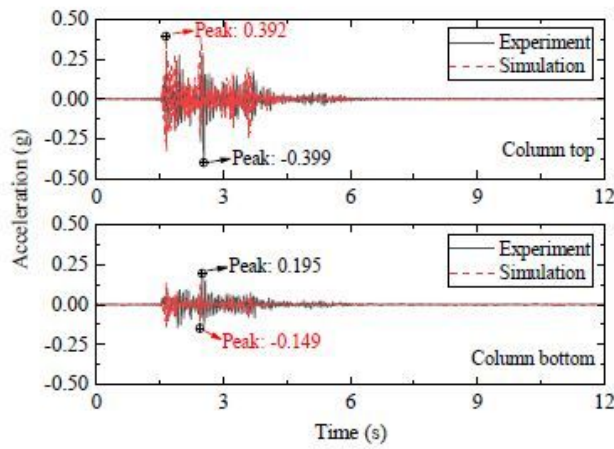 0.50
Peak: 0.392
Experiment
Simulation
0.25
0.00
-0.25
Peak: -0.399
Column top
-0.50
0 3 6 9 12
Acceleration (g)
0.50
Experiment
Simulation
0.25
Peak: 0.195
0.00
-0.25
Peak: -0.149
Column bottom
-0.50
0 3 6 9 12
Time (s)